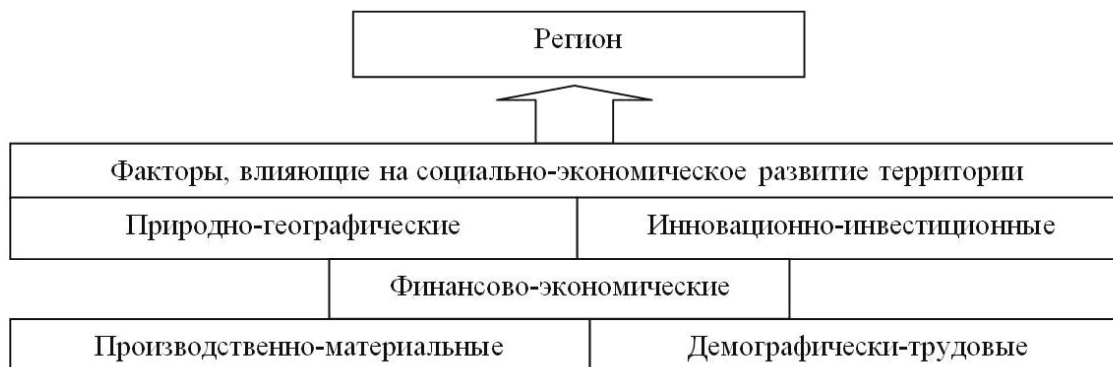 Регион
Факторы, влияющие на социально-экономическое развитие территории
Природно-географические
Инновационно-инвестиционные
Финансово-экономические
Производственно-материальные
Демографически-трудовые